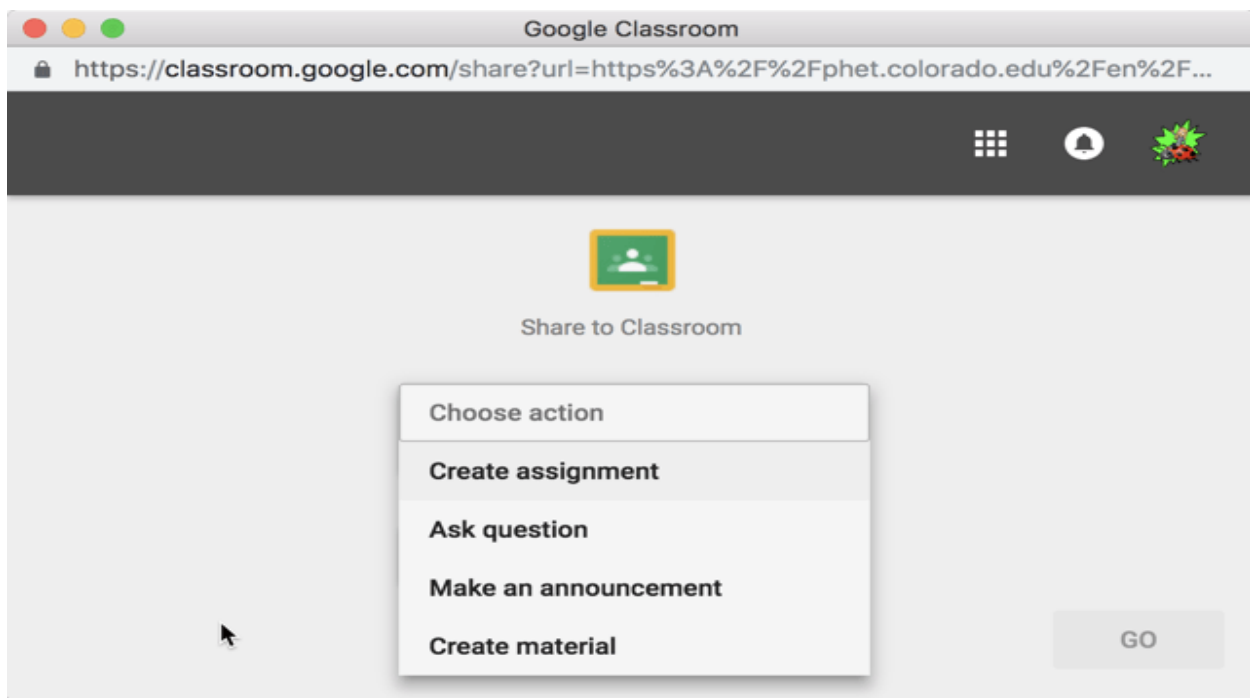 Google Classroom
https://classroom.google.com/share?url=https%3A%2F%2Fphet.colorado.edu%2Fen%2F...
Share to Classroom
Choose action
Create assignment
Ask question
Make an announcement
Create material
GO